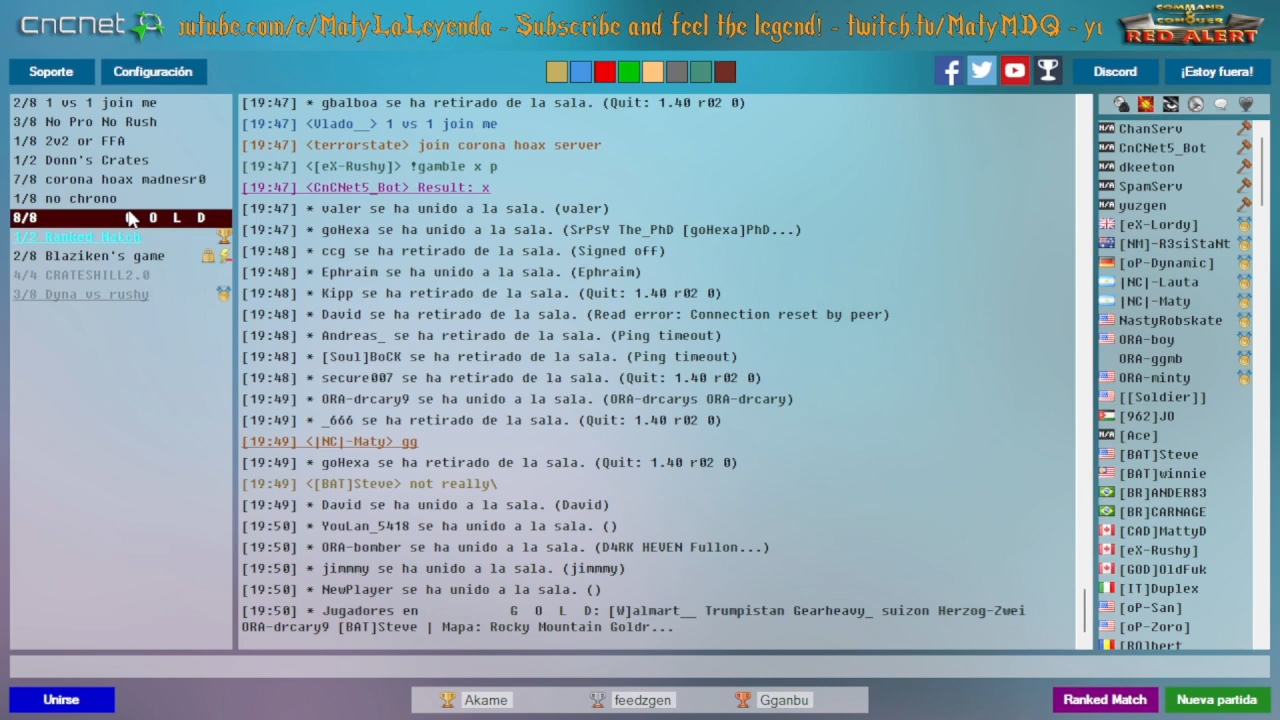 CnCNet
outube.com/c/MatyLaLeyenda - Subscribe and feel the legend! - twitch.tv/MatyMDQ - yu
COMMAND & CONQUER
RED ALERT
Soporte
Configuración
Discord
¡Estoy fuera!
2/8 1 vs 1 join me
3/8 No Pro No Rush
1/8 2v2 or FFA
1/2 Donn's Crates
7/8 corona hoax madnesr0
1/8 no chrono
8/8 G O L D
1/2 Ranked Match
2/8 Blaziken's game
4/4 CRATESHILL2.0
3/8 Dyna vs rushy
[19:47] * gbalboa se ha retirado de la sala. (Quit: 1.40 r02 0)
[19:47] <Vlado__> 1 vs 1 join me
[19:47] <terrorstate> join corona hoax server
[19:47] <[eX-Rushy]> !gamble x p
[19:47] <CnCNet5_Bot> Result: x
[19:47] * valer se ha unido a la sala. (valer)
[19:47] * goHexa se ha unido a la sala. (SrPsY The_PhD [goHexa]PhD...)
[19:48] * ccg se ha retirado de la sala. (Signed off)
[19:48] * Ephraim se ha unido a la sala. (Ephraim)
[19:48] * Kipp se ha retirado de la sala. (Quit: 1.40 r02 0)
[19:48] * David se ha retirado de la sala. (Read error: Connection reset by peer)
[19:48] * Andreas_ se ha retirado de la sala. (Ping timeout)
[19:48] * [Soul]BoCK se ha retirado de la sala. (Ping timeout)
[19:48] * secure007 se ha retirado de la sala. (Quit: 1.40 r02 0)
[19:48] * ORA-drcary9 se ha unido a la sala. (ORA-drcarys ORA-drcary)
[19:49] * _666 se ha retirado de la sala. (Quit: 1.40 r02 0)
[19:49] <|NC|-Maty> gg
[19:49] * goHexa se ha retirado de la sala. (Quit: 1.40 r02 0)
[19:49] <[BAT]Steve> not really\
[19:49] * David se ha unido a la sala. (David)
[19:50] * YouLan_5418 se ha unido a la sala. ()
[19:50] * ORA-bomber se ha unido a la sala. (D4RK HEVEN Fullon...)
[19:50] * jimmmy se ha unido a la sala. (jimmmy)
[19:50] * NewPlayer se ha unido a la sala. ()
[19:50] * Jugadores en G O L D: [W]almart__ Trumpistan Gearheavy_ suizon Herzog-Zwei
ORA-drcary9 [BAT]Steve | Mapa: Rocky Mountain Goldr...
N/A ChanServ
N/A CnCNet5_Bot
N/A dkeeton
N/A SpamServ
N/A yuzgen
[eX-Lordy]
[NM]-R3siStaNt
[oP-Dynamic]
|NC|-Lauta
|NC|-Maty
NastyRobskate
ORA-boy
ORA-ggmb
ORA-minty
[[Soldier]]
[962]JO
N/A [Ace]
[BAT]Steve
[BAT]winnie
[BR]ANDER83
[BR]CARNAGE
[CAD]MattyD
[eX-Rushy]
[GOD]OldFuk
[IT]Duplex
[oP-San]
[oP-Zoro]
[RO]bert
Unirse
Akame
feedzgen
Gganbu
Ranked Match
Nueva partida